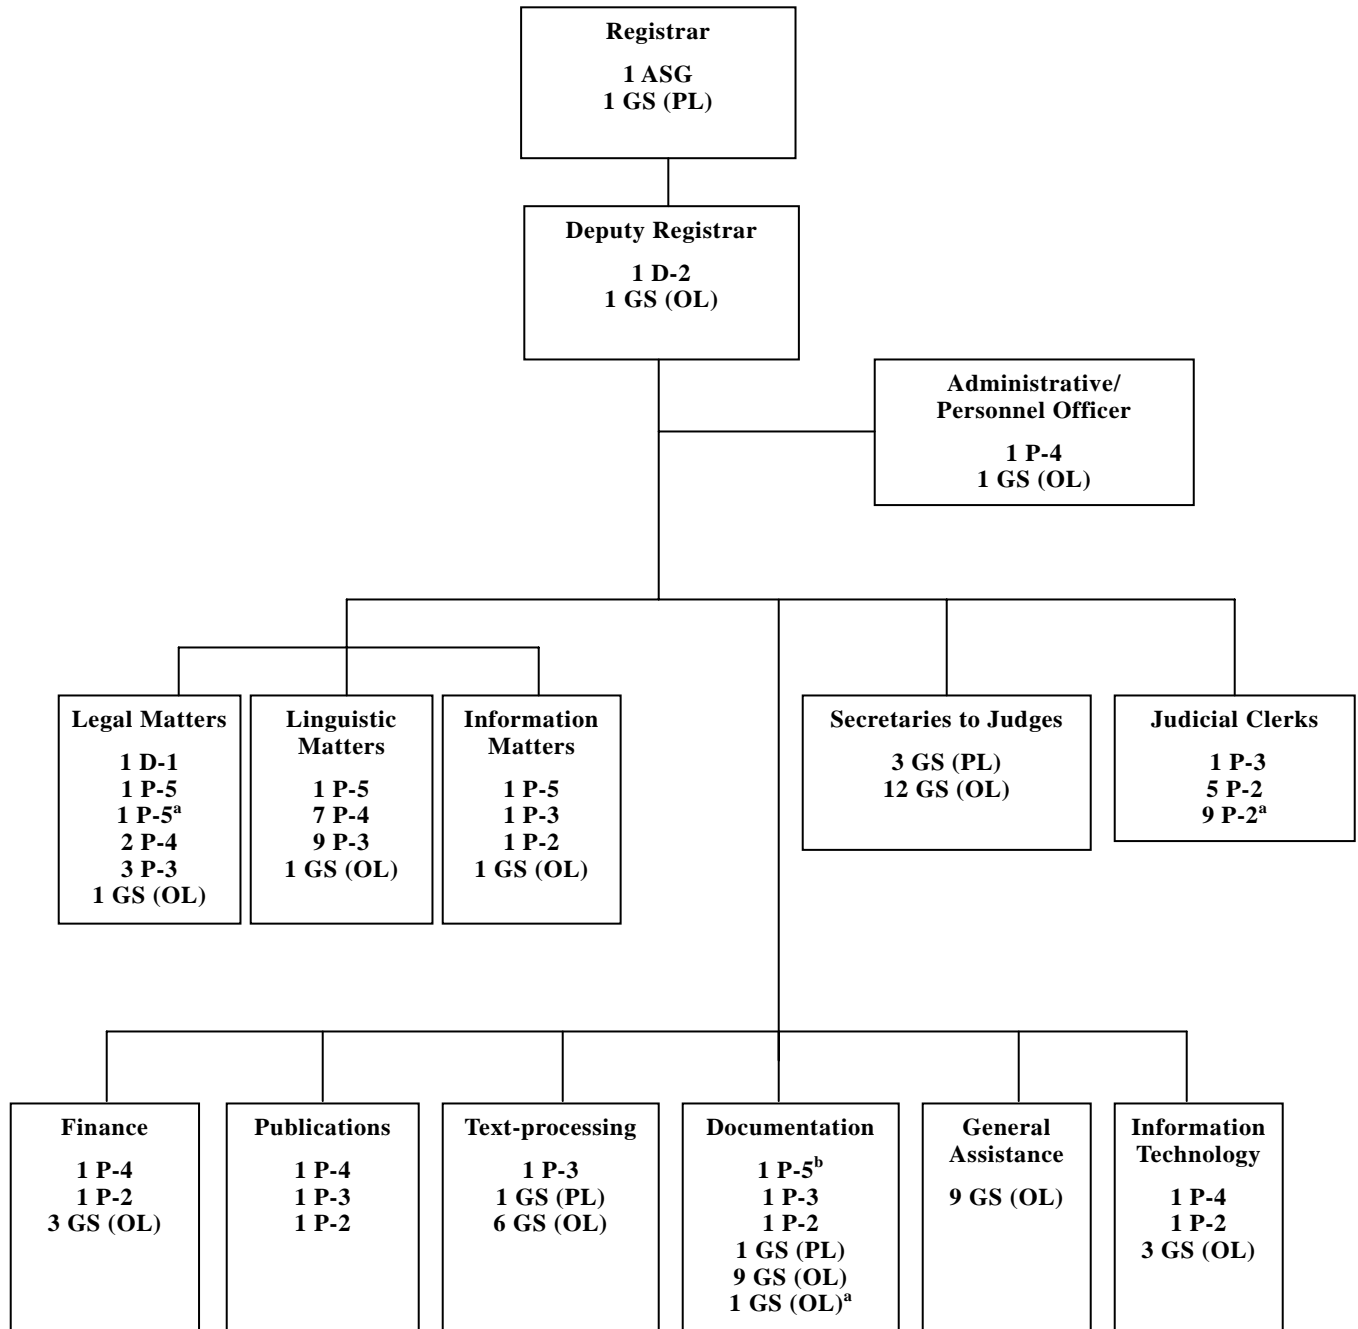 Registrar
1 ASG
1 GS (PL)
Deputy Registrar
1 D-2
1 GS (OL)
Administrative/
Personnel Officer
1 P-4
1 GS (OL)
Legal Matters
1 D-1
1 P-5
1 P-5a
2 P-4
3 P-3
1 GS (OL)
Linguistic
Matters
1 P-5
7 P-4
9 P-3
1 GS (OL)
Information
Matters
1 P-5
1 P-3
1 P-2
1 GS (OL)
Secretaries to Judges
3 GS (PL)
12 GS (OL)
Judicial Clerks
1 P-3
5 P-2
9 P-2a
Finance
1 P-4
1 P-2
3 GS (OL)
Publications
1 P-4
1 P-3
1 P-2
Text-processing
1 P-3
1 GS (PL)
6 GS (OL)
Documentation
1 P-5b
1 P-3
1 P-2
1 GS (PL)
9 GS (OL)
1 GS (OL)a
General
Assistance
9 GS (OL)
Information
Technology
1 P-4
1 P-2
3 GS (OL)